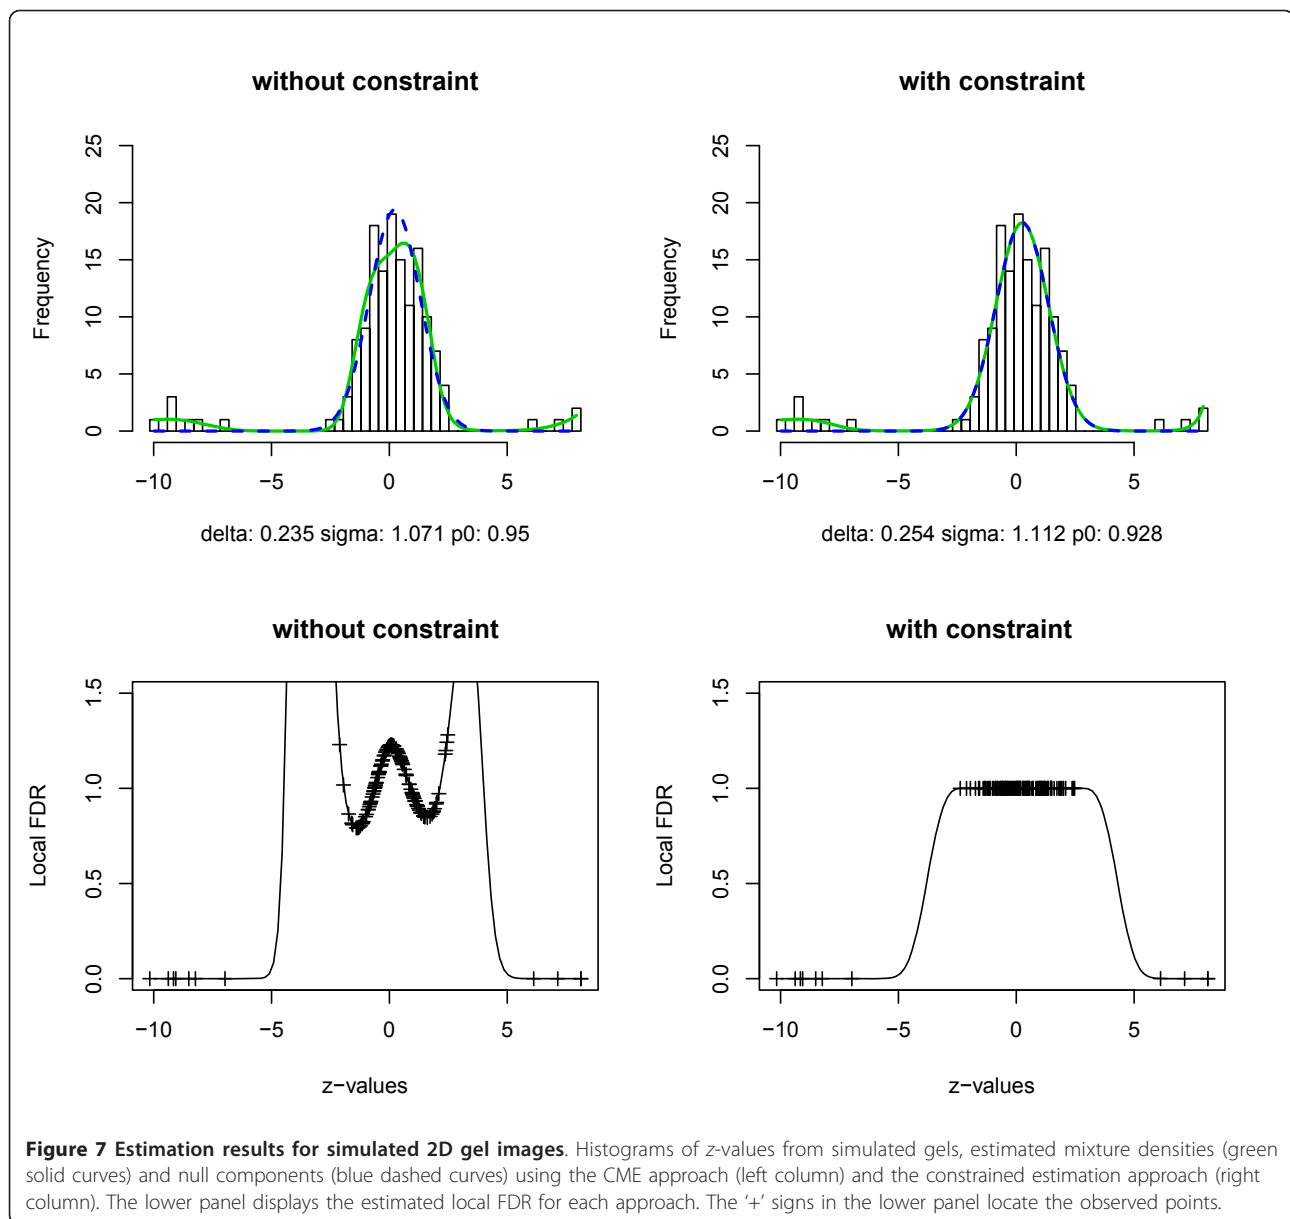 without constraint
with constraint
Frequency
25
20
15
10
5
0
−10 −5 0 5
delta: 0.235 sigma: 1.071 p0: 0.95
Frequency
25
20
15
10
5
0
−10 −5 0 5
delta: 0.254 sigma: 1.112 p0: 0.928
without constraint
with constraint
Local FDR
1.5
1.0
0.5
0.0
−10 −5 0 5
z−values
Local FDR
1.5
1.0
0.5
0.0
−10 −5 0 5
z−values
Figure 7 Estimation results for simulated 2D gel images. Histograms of z-values from simulated gels, estimated mixture densities (green
solid curves) and null components (blue dashed curves) using the CME approach (left column) and the constrained estimation approach (right
column). The lower panel displays the estimated local FDR for each approach. The ‘+’ signs in the lower panel locate the observed points.